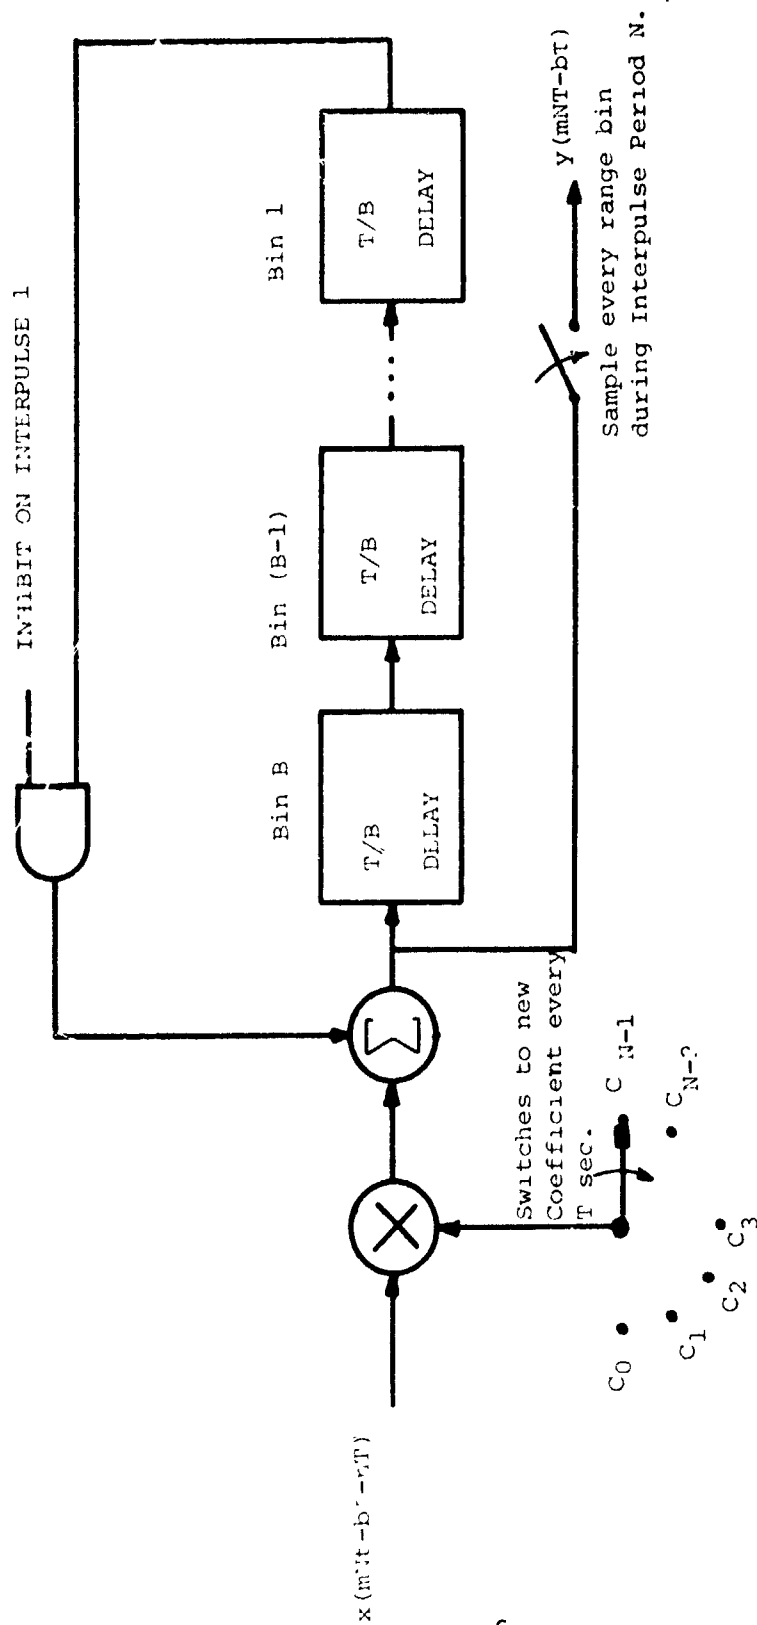 INHIBIT ON INTERPULSE 1
Bin B
Bin (B-1)
Bin 1
T/B
DELAY
T/B
DELAY
T/B
DELAY
Switches to new
Coefficient every
T sec.
C0
C1
C2
C3
C N-1
y(mNT-bτ)
Sample every range bin
during Interpulse Period N.